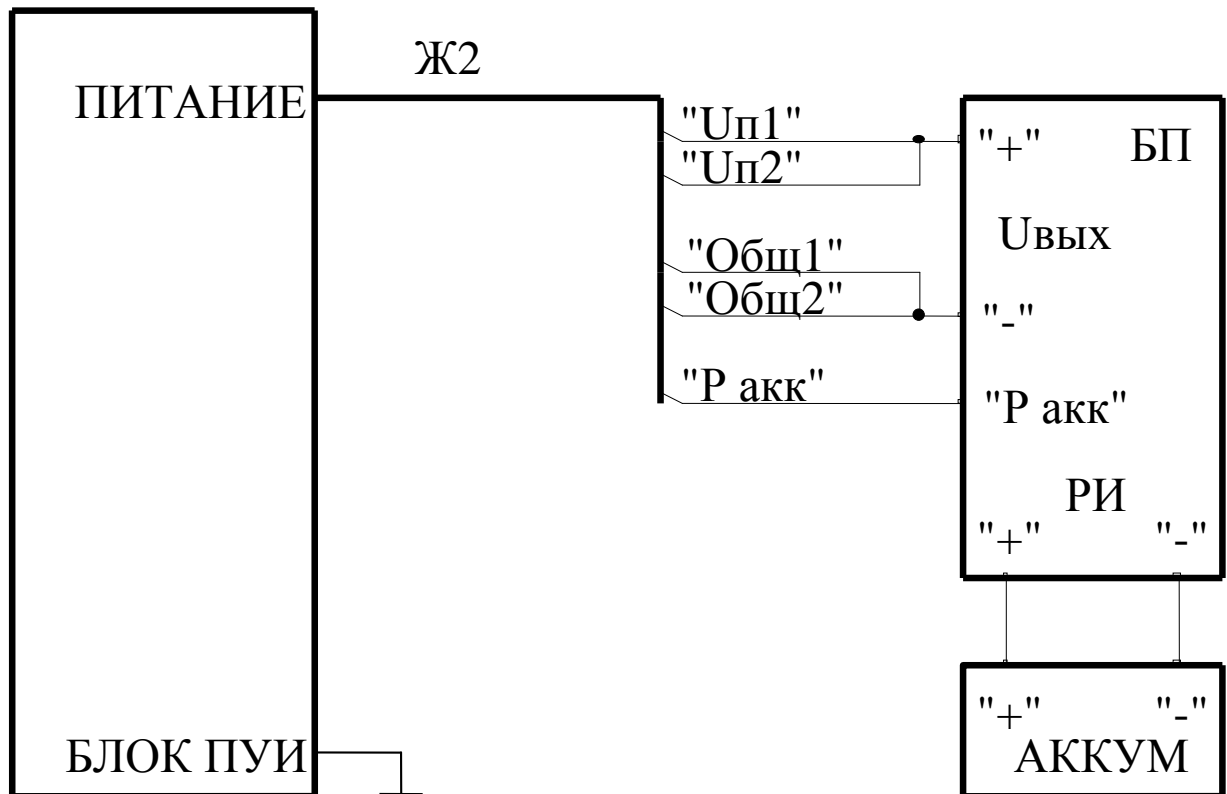 Ж2
ПИТАНИЕ
"Uп1"
"Uп2"
"Общ1"
"Общ2"
"Р акк"
"+" БП
Uвых
"-"
"Р акк"
РИ
"+" "-"
"+" "-"
АККУМ
БЛОК ПУИ